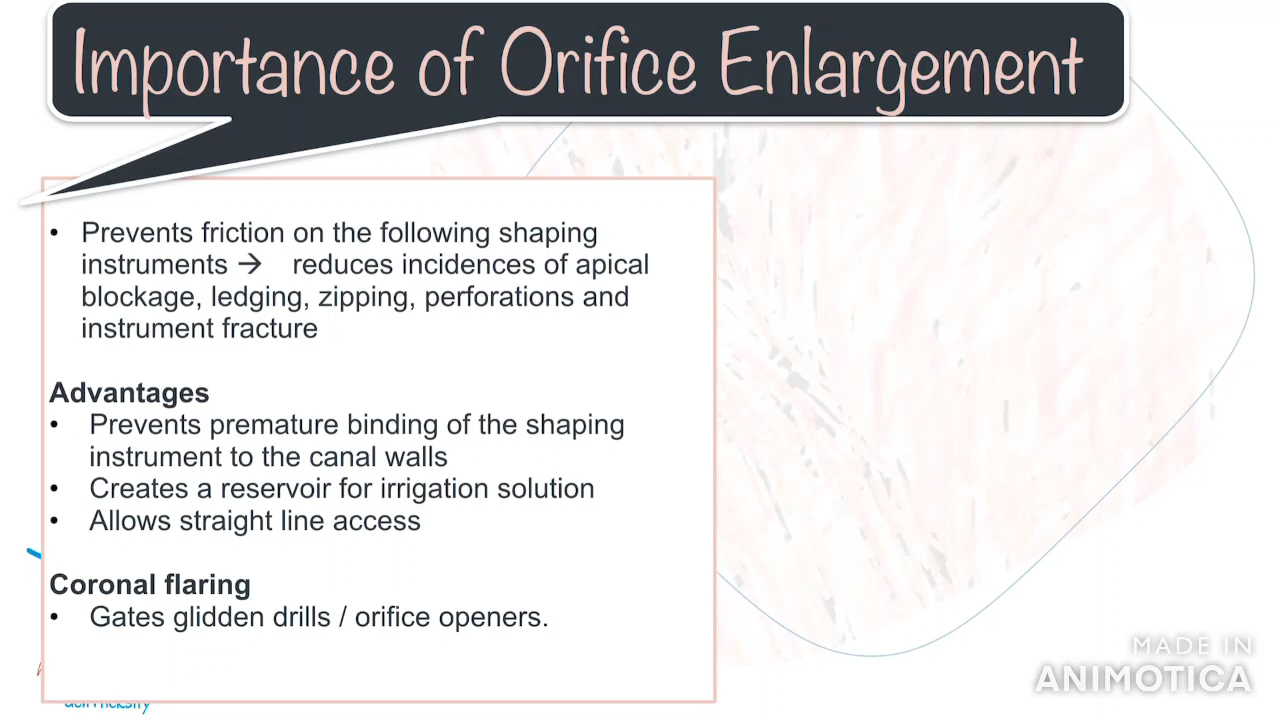 Importance of Orifice Enlargement
• Prevents friction on the following shaping
instruments → reduces incidences of apical
blockage, ledging, zipping, perforations and
instrument fracture
Advantages
• Prevents premature binding of the shaping
instrument to the canal walls
• Creates a reservoir for irrigation solution
• Allows straight line access
Coronal flaring
• Gates glidden drills / orifice openers.
MADE IN
ANIMOTICA